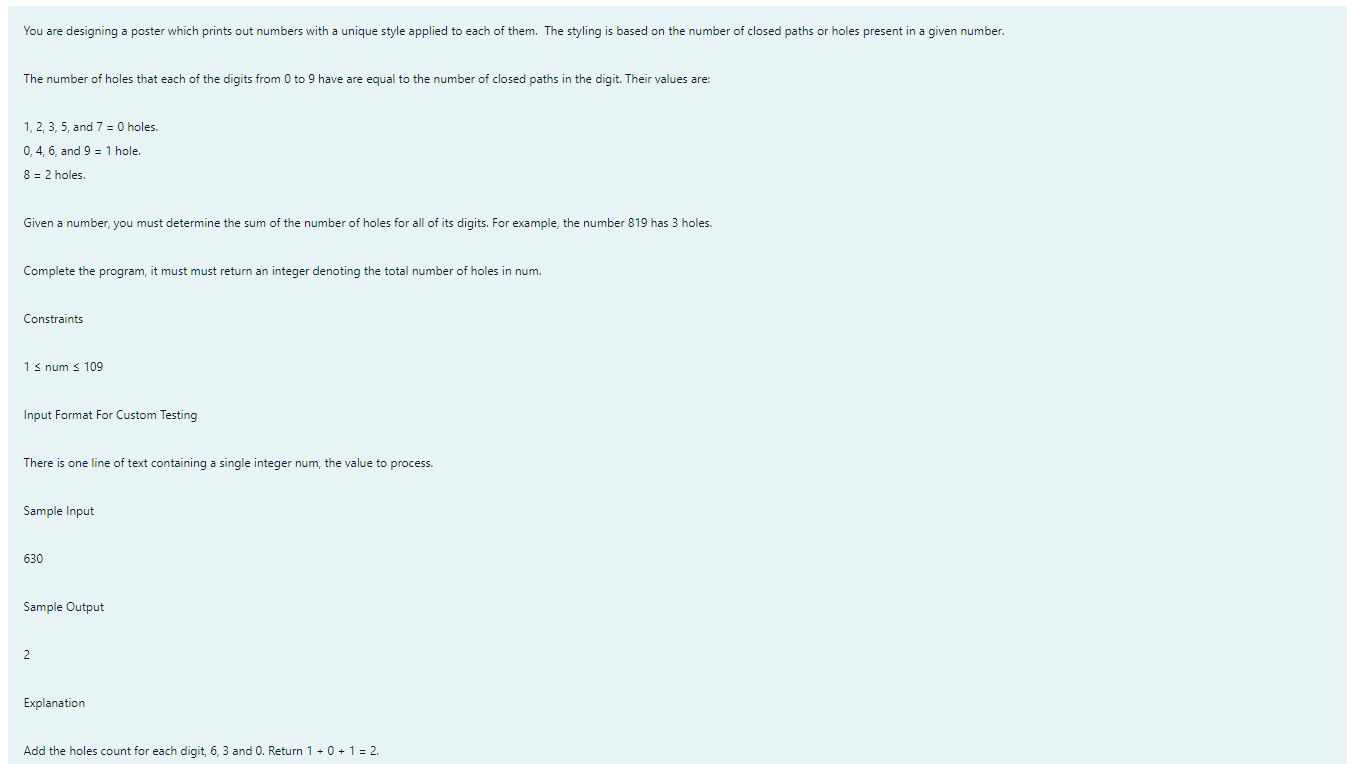 You are designing a poster which prints out numbers with a unique style applied to each of them.  The styling is based on the number of closed paths or holes present in a given number.
The number of holes that each of the digits from 0 to 9 have are equal to the number of closed paths in the digit. Their values are:
1, 2, 3, 5, and 7 = 0 holes.
0, 4, 6, and 9 = 1 hole.
8 = 2 holes.
Given a number, you must determine the sum of the number of holes for all of its digits. For example, the number 819 has 3 holes.
Complete the program, it must must return an integer denoting the total number of holes in num.
Constraints
1 ≤ num ≤ 109
Input Format For Custom Testing
There is one line of text containing a single integer num, the value to process.
Sample Input
630
Sample Output
2
Explanation
Add the holes count for each digit, 6, 3 and 0. Return 1 + 0 + 1 = 2.